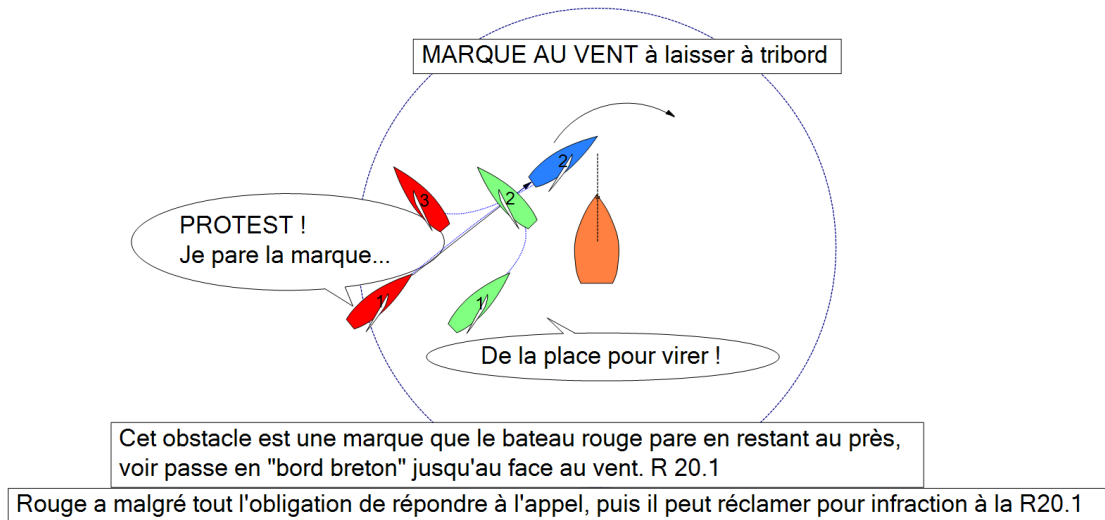 MARQUE AU VENT à laisser à tribord
2
3
2
PROTEST !
Je pare la marque...
1
1
De la place pour virer !
Cet obstacle est une marque que le bateau rouge pare en restant au près,
voir passe en "bord breton" jusqu'au face au vent. R 20.1
Rouge a malgré tout l'obligation de répondre à l'appel, puis il peut réclamer pour infraction à la R20.1